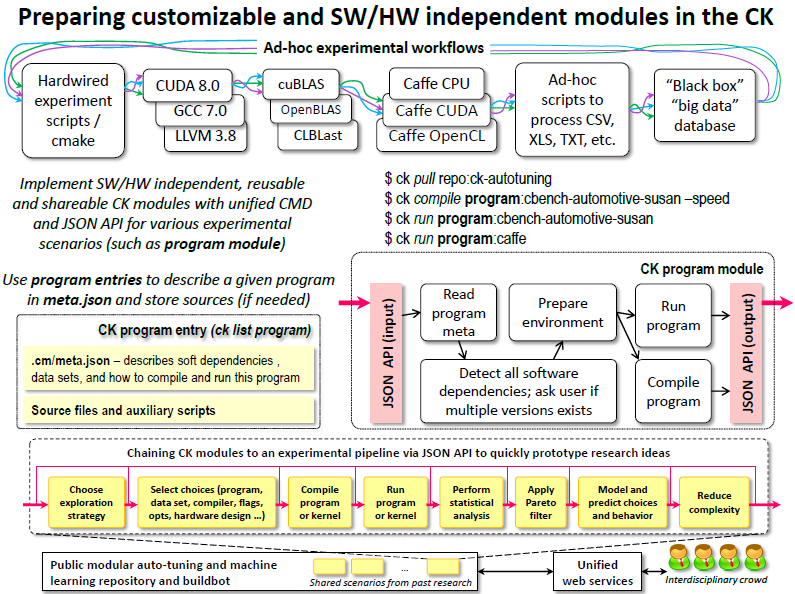 Preparing customizable and SW/HW independent modules in the CK
Ad-hoc experimental workflows
Hardwired
experiment
scripts /
cmake
CUDA 8.0
GCC 7.0
LLVM 3.8
cuBLAS
OpenBLAS
CLBLast
Caffe CPU
Caffe CUDA
Caffe OpenCL
Ad-hoc
scripts to
process CSV,
XLS, TXT, etc.
“Black box”
“big data”
database
Implement SW/HW independent, reusable
and shareable CK modules with unified CMD
and JSON API for various experimental
scenarios (such as program module)
$ ck pull repo:ck-autotuning
$ ck compile program:cbench-automotive-susan –speed
$ ck run program:cbench-automotive-susan
$ ck run program:caffe
Use program entries to describe a given program
in meta.json and store sources (if needed)
CK program entry (ck list program)
.cm/meta.json – describes soft dependencies ,
data sets, and how to compile and run this program
Source files and auxiliary scripts
CK program module
JSON API (input)
Read
program
meta
Detect all software
dependencies; ask user if
multiple versions exists
Prepare
environment
Run
program
Compile
program
JSON API (output)
Chaining CK modules to an experimental pipeline via JSON API to quickly prototype research ideas
Choose
exploration
strategy
Select choices (program,
data set, compiler, flags,
opts, hardware design ...)
Compile
program
or kernel
Run
program
or kernel
Perform
statistical
analysis
Apply
Pareto
filter
Model and
predict choices
and behavior
Reduce
complexity
Public modular auto-tuning and machine
learning repository and buildbot
...
Shared scenarios from past research
Unified
web services
Interdisciplinary crowd